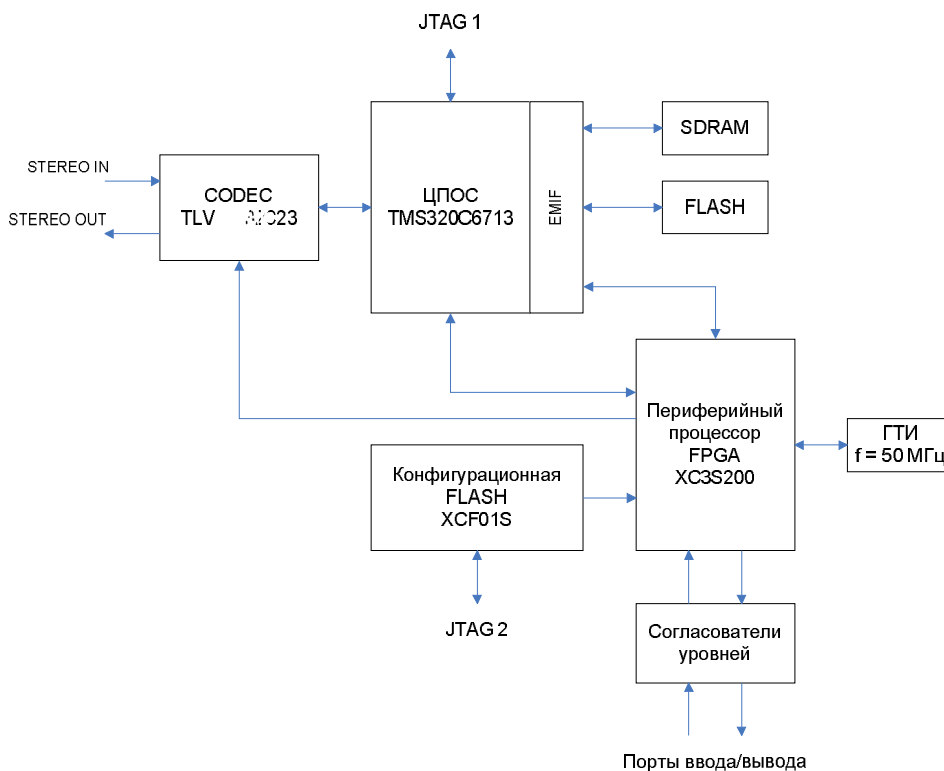 JTAG 1
SDRAM
STEREO IN
CODEC
TLV
ЦПОС
TMS320C6713
EMIF
FLASH
STEREO OUT
Периферийный
процессор
FPGA
XC3S200
ГТИ
f = 50 МГц
Конфигурационная
FLASH
XCF01S
JTAG 2
Согласователи
уровней
Порты ввода/вывода